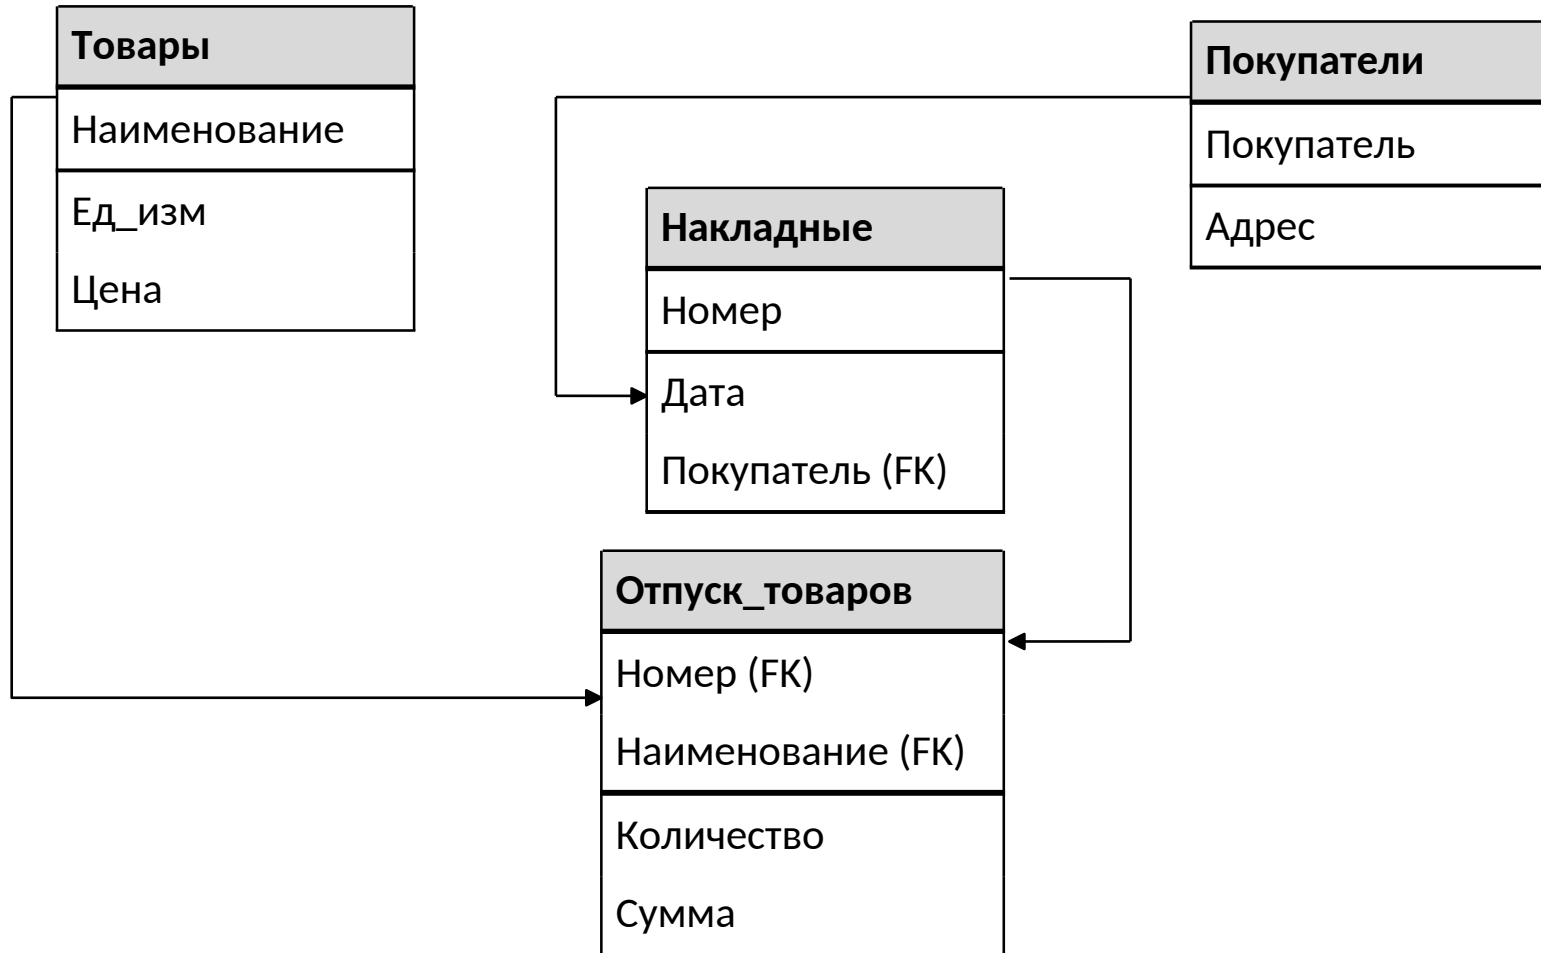 Товары
Наименование
Ед_изм
Цена
Покупатели
Покупатель
Адрес
Накладные
Номер
Дата
Покупатель (FK)
Отпуск_товаров
Номер (FK)
Наименование (FK)
Количество
Сумма